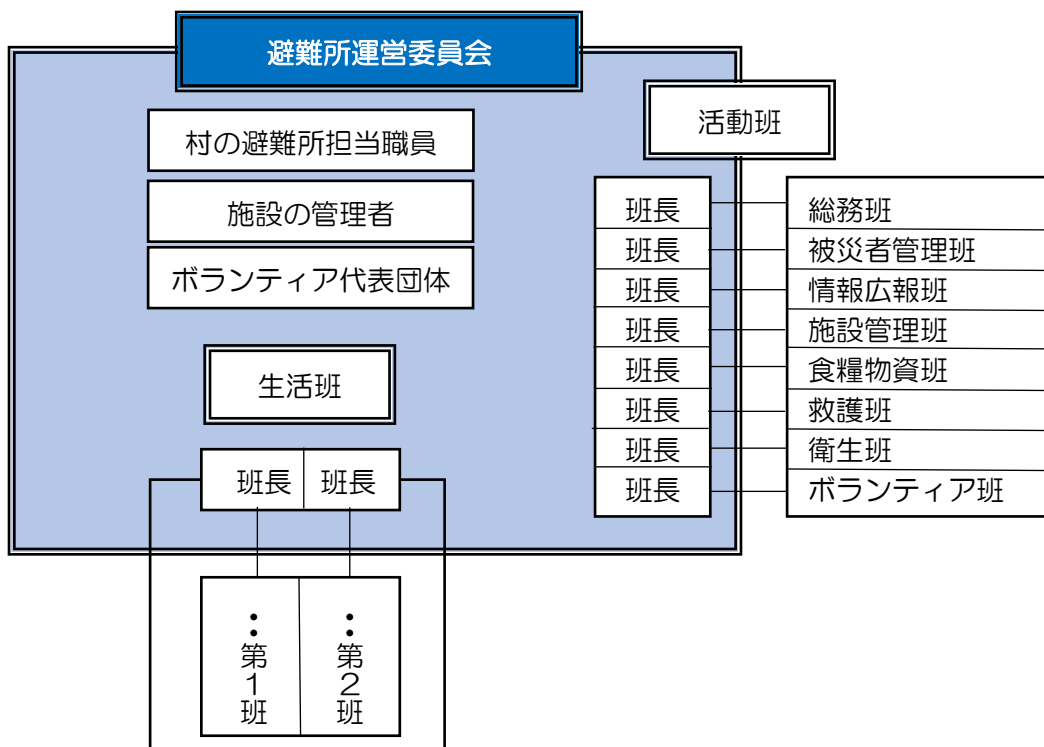 避難所運営委員会
活動班
村の避難所担当職員
施設の管理者
ボランティア代表団体
生活班
班長 総務班
班長 被災者管理班
班長 情報広報班
班長 施設管理班
班長 食糧物資班
班長 救護班
班長 衛生班
班長 ボランティア班
班長 班長
：第１班
：第２班